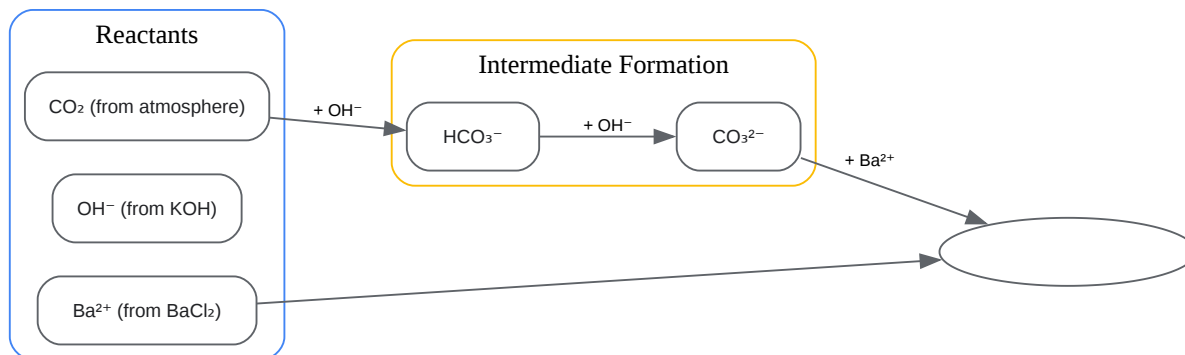 Reactants
CO₂ (from atmosphere)
OH⁻ (from KOH)
Ba²⁺ (from BaCl₂)
+ OH⁻
Intermediate Formation
HCO₃⁻
+ OH⁻
CO₃²⁻
+ Ba²⁺